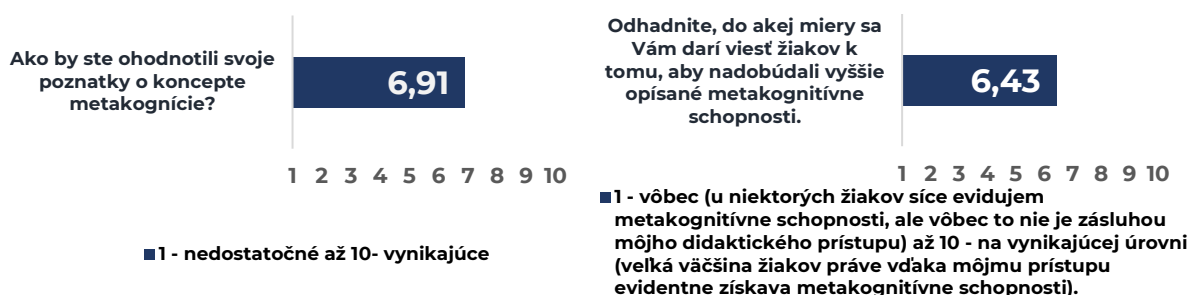 Ako by ste ohodnotili svoje
poznatky o koncepte
metakognície?
6,91
1 2 3 4 5 6 7 8 9 10
1 - nedostatočné až 10- vynikajúce
Odhadnite, do akej miery sa
Vám darí viesť žiakov k
tomu, aby nadobúdali vyššie
opísané metakognitívne
schopnosti.
6,43
1 2 3 4 5 6 7 8 9 10
1 - vôbec (u niektorých žiakov síce evidujem
metakognitívne schopnosti, ale vôbec to nie je zásluhou
môjho didaktického prístupu) až 10 - na vynikajúcej úrovni
(veľká väčšina žiakov práve vďaka môjmu prístupu
evidentne získava metakognitívne schopnosti).